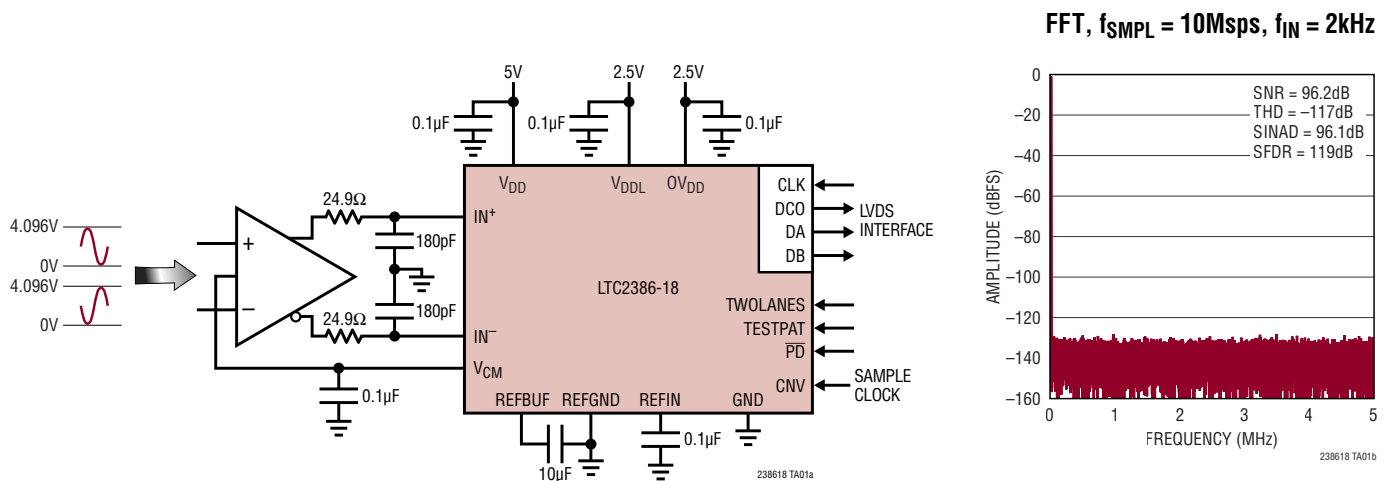 5V
2.5V
2.5V
0.1µF
0.1µF
0.1µF
VDD
VDDL
OVDD
4.096V
0V
4.096V
0V
+
–
24.9Ω
24.9Ω
180pF
180pF
IN+
IN–
VCM
0.1µF
LTC2386-18
CLK
DCO
DA
DB
LVDS
INTERFACE
TWOLANES
TESTPAT
PD
CNV
SAMPLE
CLOCK
REFBUF
REFGND
REFIN
GND
10µF
0.1µF
238618 TA01a
FFT, fSMPL = 10Msps, fIN = 2kHz
SNR = 96.2dB
THD = –117dB
SINAD = 96.1dB
SFDR = 119dB
AMPLITUDE (dBFS)
0
–20
–40
–60
–80
–100
–120
–140
–160
0
1
2
3
4
5
FREQUENCY (MHz)
238618 TA01b